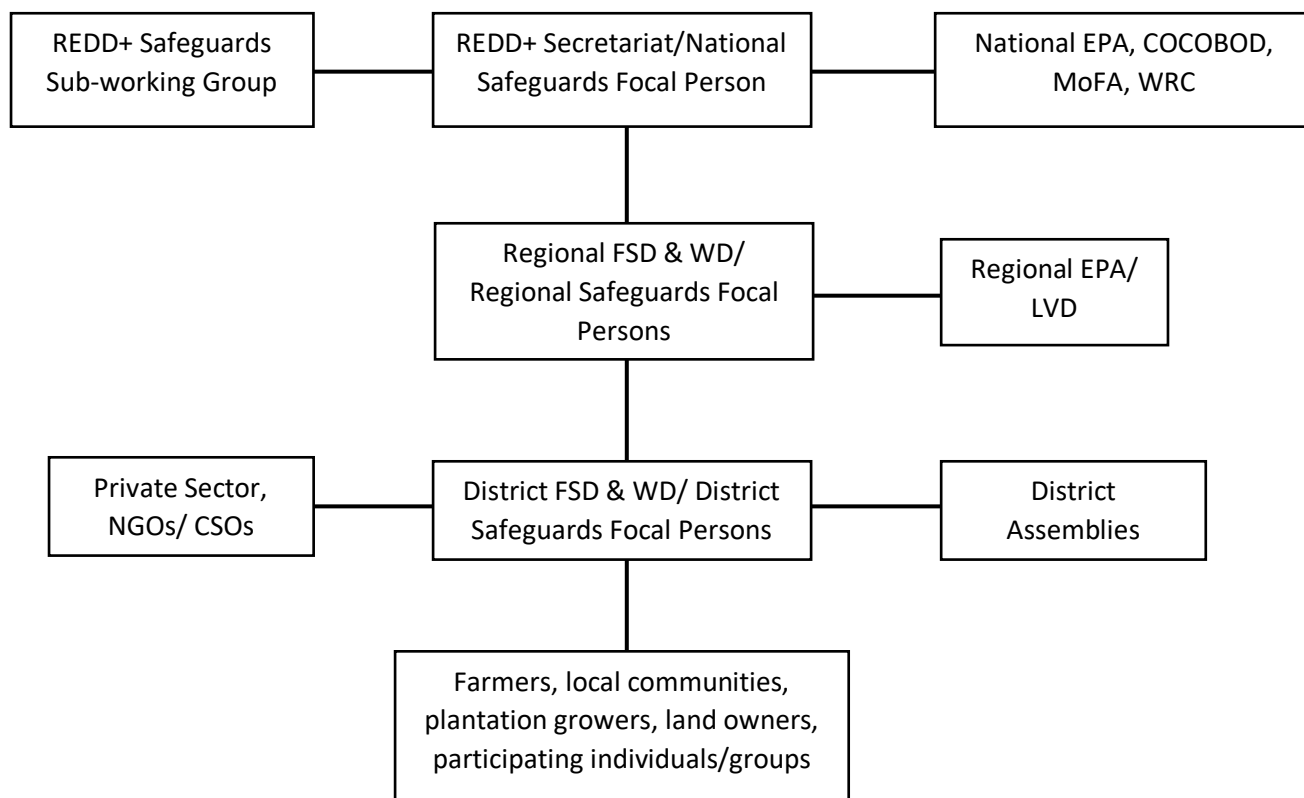 REDD+ Safeguards
Sub-working Group
REDD+ Secretariat/National
Safeguards Focal Person
National EPA, COCOBOD,
MoFA, WRC
Regional FSD & WD/
Regional Safeguards Focal
Persons
Regional EPA/
LVD
Private Sector,
NGOs/ CSOs
District FSD & WD/ District
Safeguards Focal Persons
District
Assemblies
Farmers, local communities,
plantation growers, land owners,
participating individuals/groups